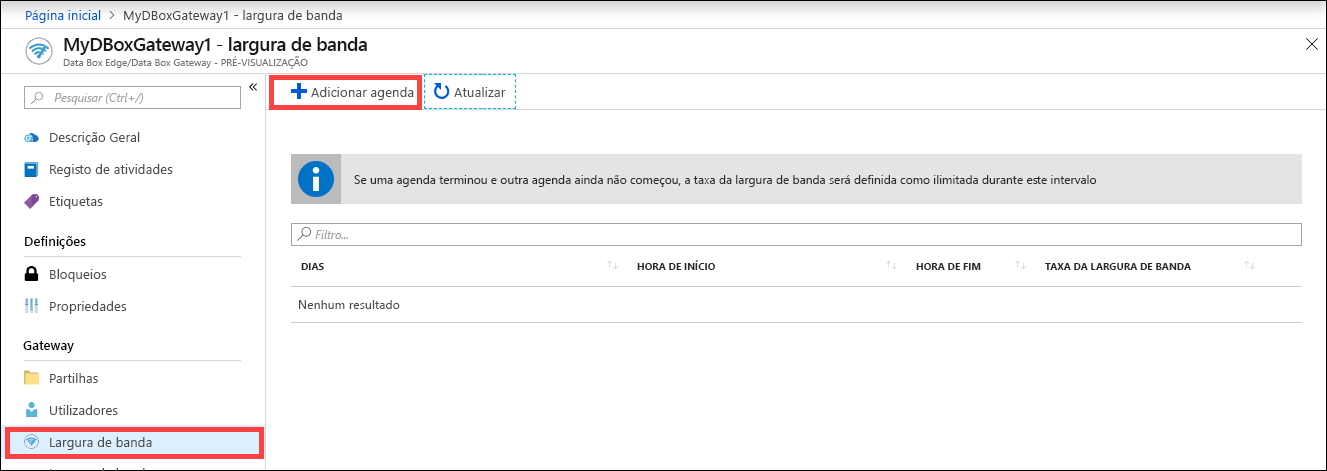 Página inicial > MyDBoxGateway1 - largura de banda
MyDBoxGateway1 - largura de banda
Data Box Edge/Data Box Gateway - PRÉ-VISUALIZAÇÃO
Pesquisar (Ctrl+/)
«
Descrição Geral
Registo de atividades
Etiquetas
Definições
Bloqueios
Propriedades
Gateway
Partilhas
Utilizadores
Largura de banda
Adicionar agenda Atualizar
Se uma agenda terminou e outra agenda ainda não começou, a taxa da largura de banda será definida como ilimitada durante este intervalo
Filtro...
DIAS HORA DE INÍCIO HORA DE FIM TAXA DA LARGURA DE BANDA
Nenhum resultado